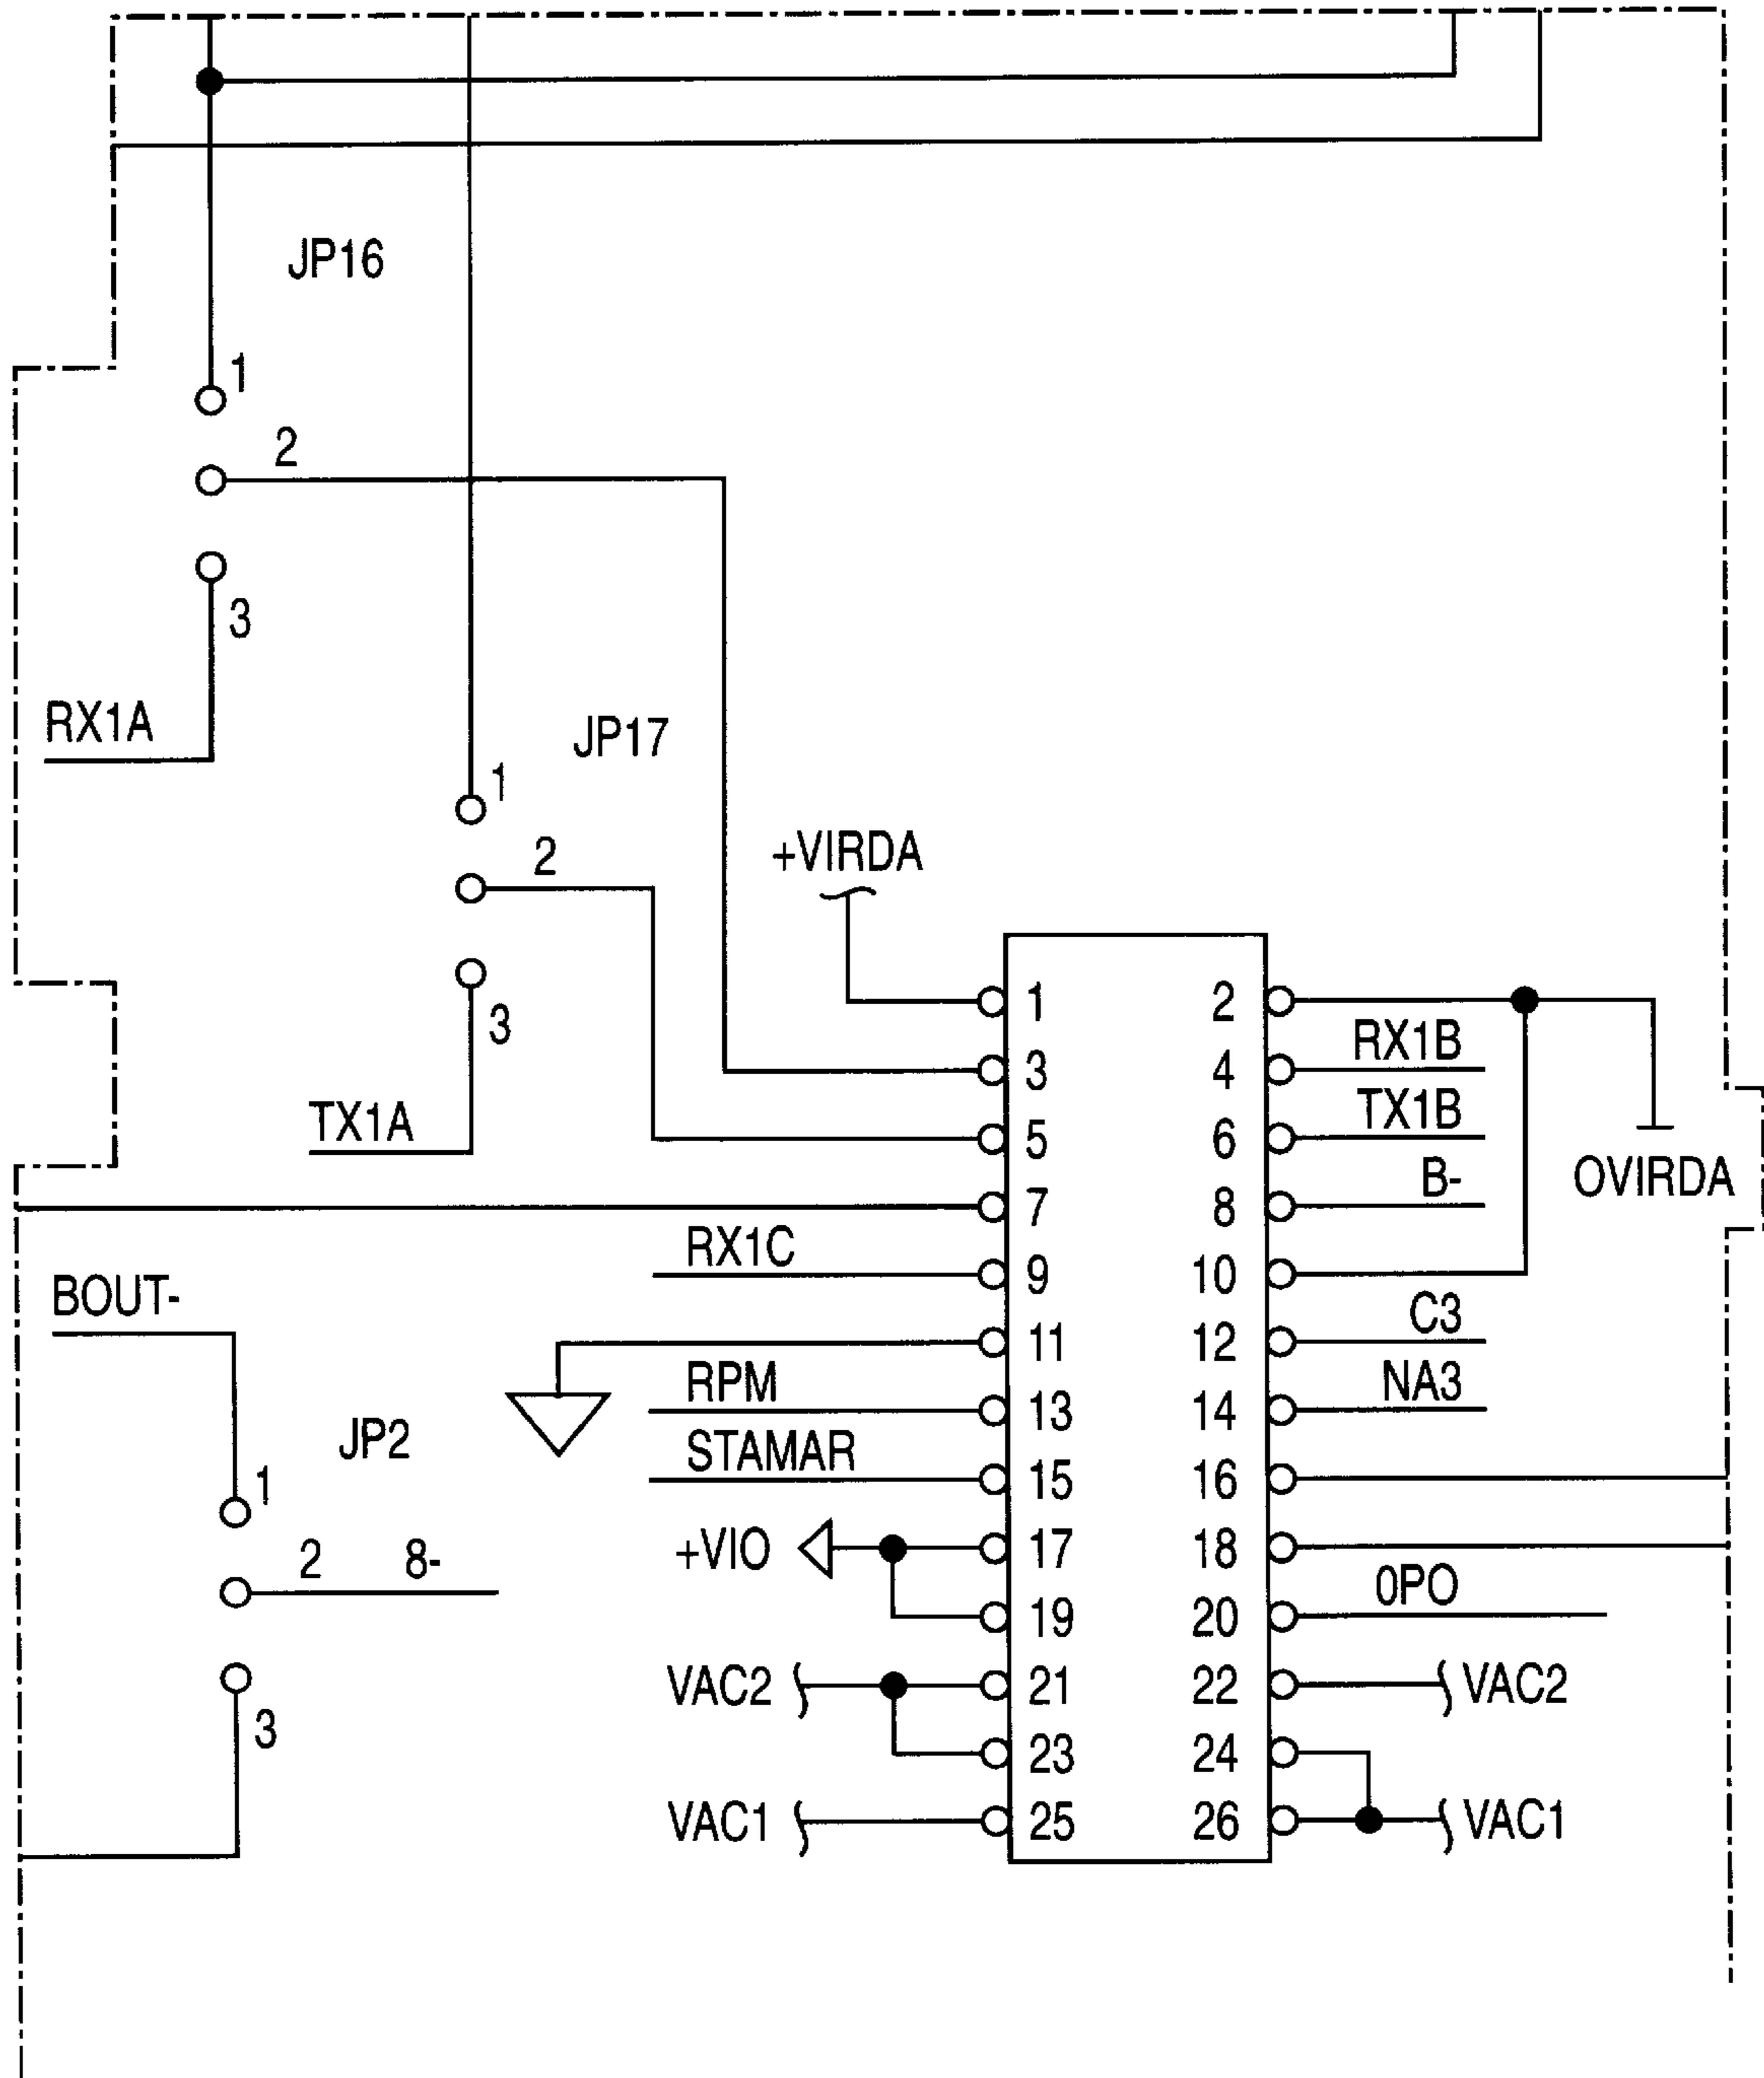 JP16
1
2
3
RX1A
JP17
1
2
3
TX1A
+VIRDA
1 2
RX1B
3 4
TX1B
5 6
B-
OVIRDA
7 8
RX1C
9 10
BOUT-
C3
11 12
RPM
NA3
13 14
JP2
STAMAR
15 16
1
+VIO
17 18
2 8-
0PO
19 20
VAC2 21 22 VAC2
3
23 24
VAC1 25 26 VAC1